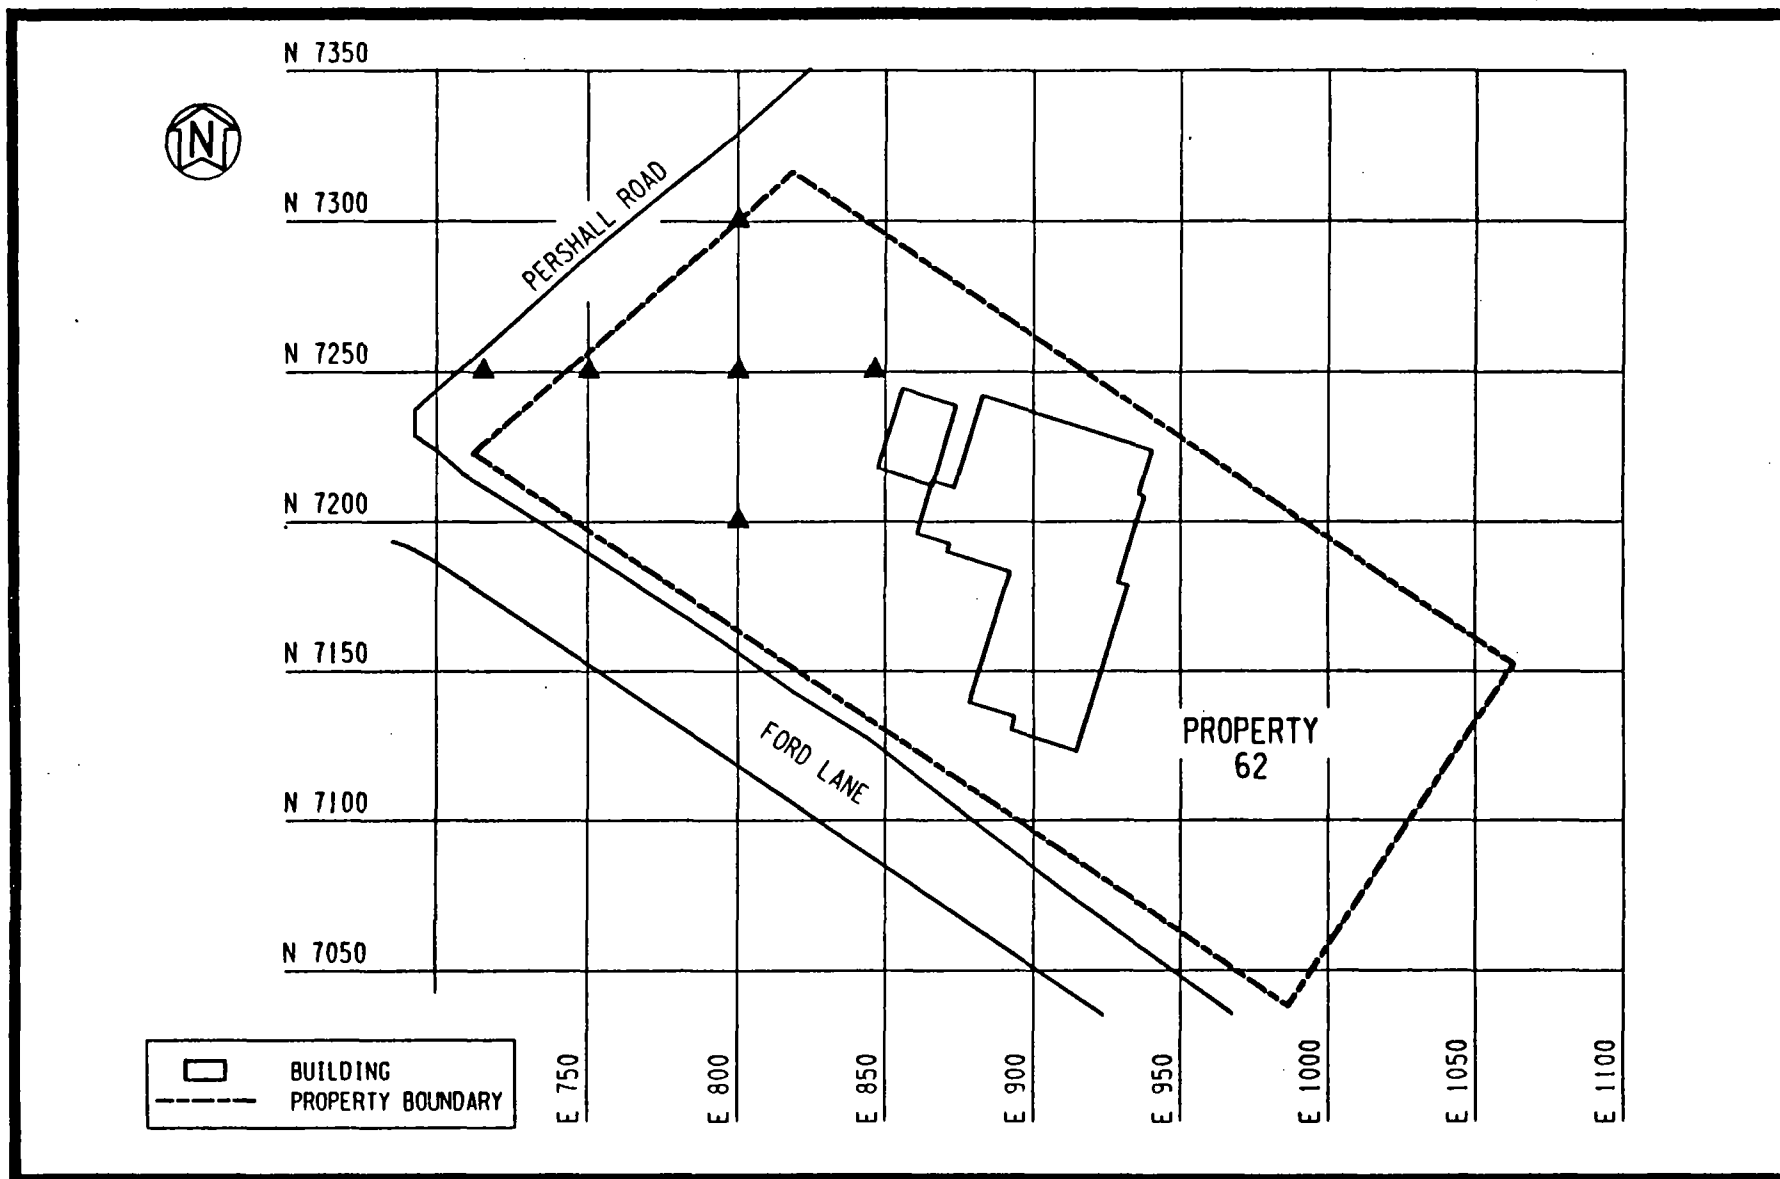 N 7350
N
PERSHALL ROAD
N 7300
N 7250
N 7200
N 7150
PROPERTY
62
FORD LANE
N 7100
N 7050
BUILDING
PROPERTY BOUNDARY
E 750
E 800
E 850
E 900
E 950
E 1000
E 1050
E 1100